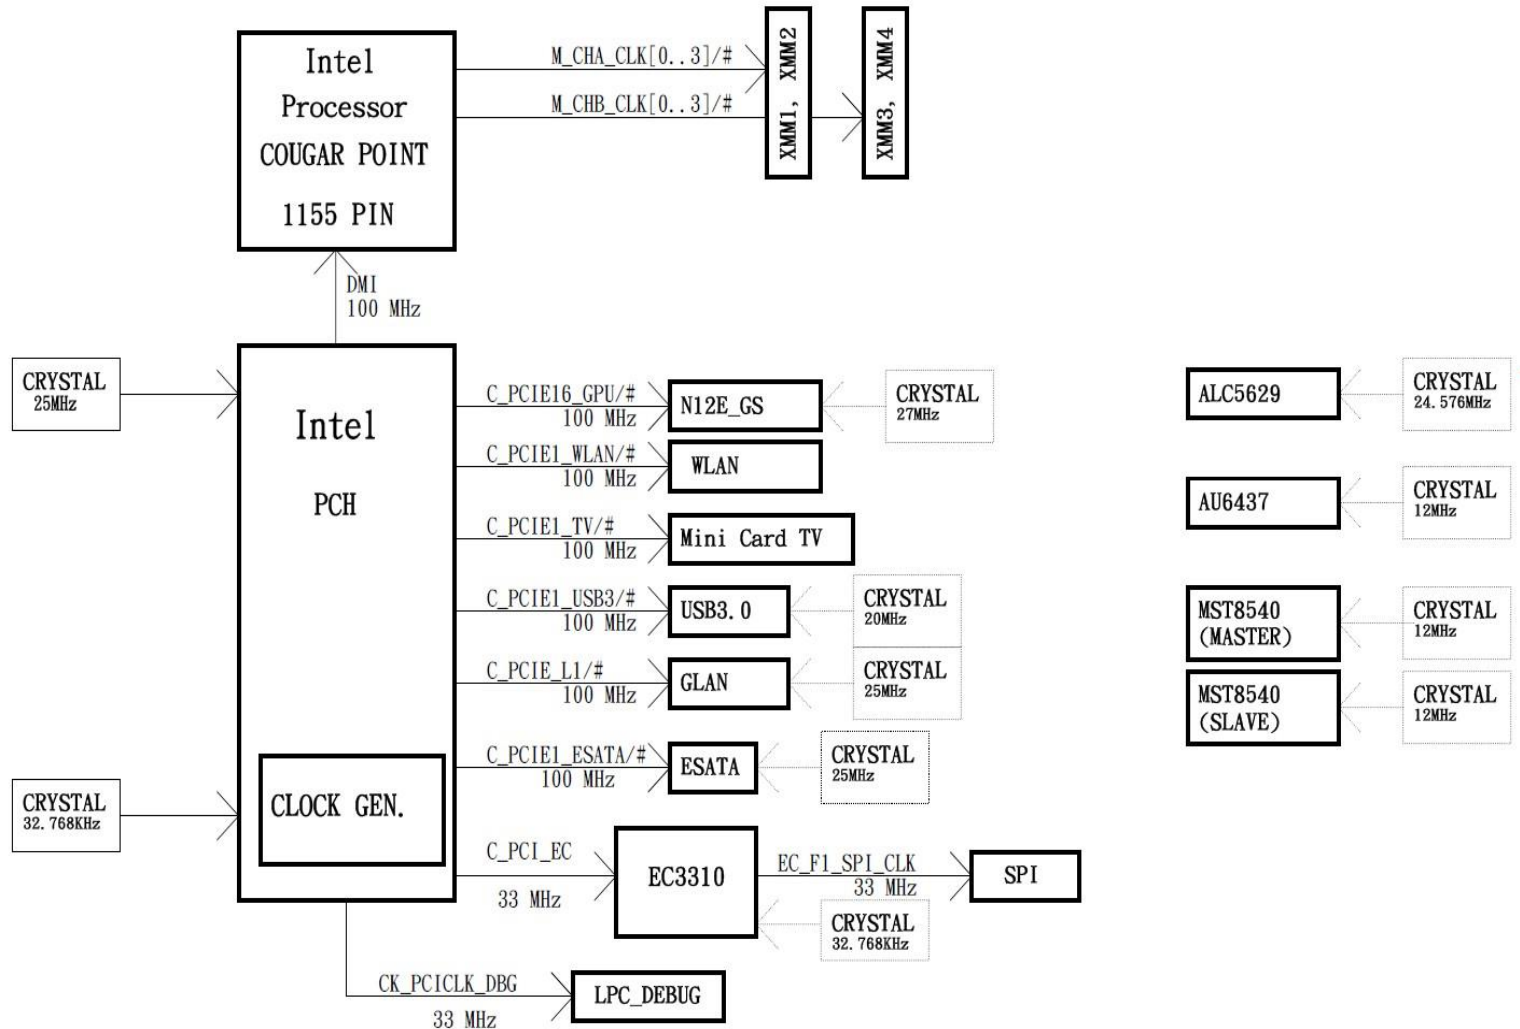 Intel
Processor
COUGAR POINT
1155 PIN
M_CHA_CLK[0..3]/#
M_CHB_CLK[0..3]/#
XMM1, XMM2
XMM3, XMM4
DMI
100 MHz
CRYSTAL
25MHz
Intel
PCH
CLOCK GEN.
CRYSTAL
32.768KHz
C_PCIE16_GPU/#
100 MHz
N12E_GS
CRYSTAL
27MHz
C_PCIE1_WLAN/#
100 MHz
WLAN
C_PCIE1_TV/#
100 MHz
Mini Card TV
C_PCIE1_USB3/#
100 MHz
USB3.0
CRYSTAL
20MHz
C_PCIE_L1/#
100 MHz
GLAN
CRYSTAL
25MHz
C_PCIE1_ESATA/#
100 MHz
ESATA
CRYSTAL
25MHz
C_PCI_EC
33 MHz
EC3310
EC_F1_SPI_CLK
33 MHz
SPI
CRYSTAL
32.768KHz
CK_PCICLK_DBG
33 MHz
LPC_DEBUG
ALC5629
CRYSTAL
24.576MHz
AU6437
CRYSTAL
12MHz
MST8540
(MASTER)
CRYSTAL
12MHz
MST8540
(SLAVE)
CRYSTAL
12MHz